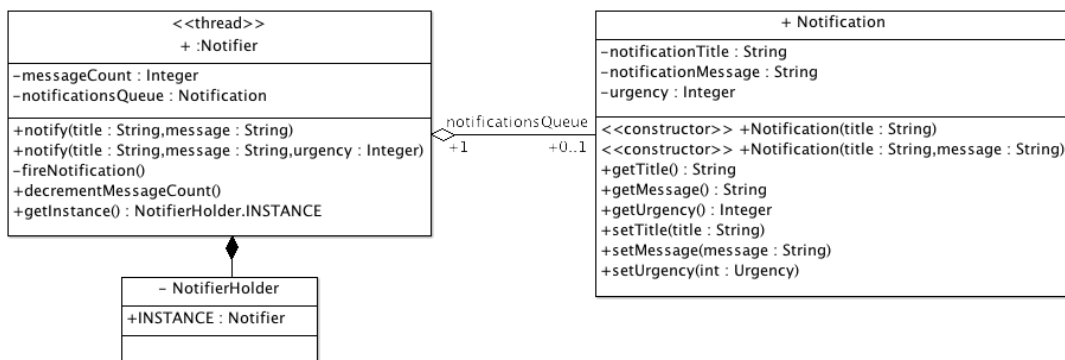 <<thread>>
+ :Notifier
-messageCount : Integer
-notificationsQueue : Notification
+notify(title : String,message : String)
+notify(title : String,message : String,urgency : Integer)
-fireNotification()
+decrementMessageCount()
+getInstance() : NotifierHolder.INSTANCE
notificationsQueue
+1
+0..1
+ Notification
-notificationTitle : String
-notificationMessage : String
-urgency : Integer
<<constructor>> +Notification(title : String)
<<constructor>> +Notification(title : String,message : String)
+getTitle() : String
+getMessage() : String
+getUrgency() : Integer
+setTitle(title : String)
+setMessage(message : String)
+setUrgency(int : Urgency)
- NotifierHolder
+INSTANCE : Notifier